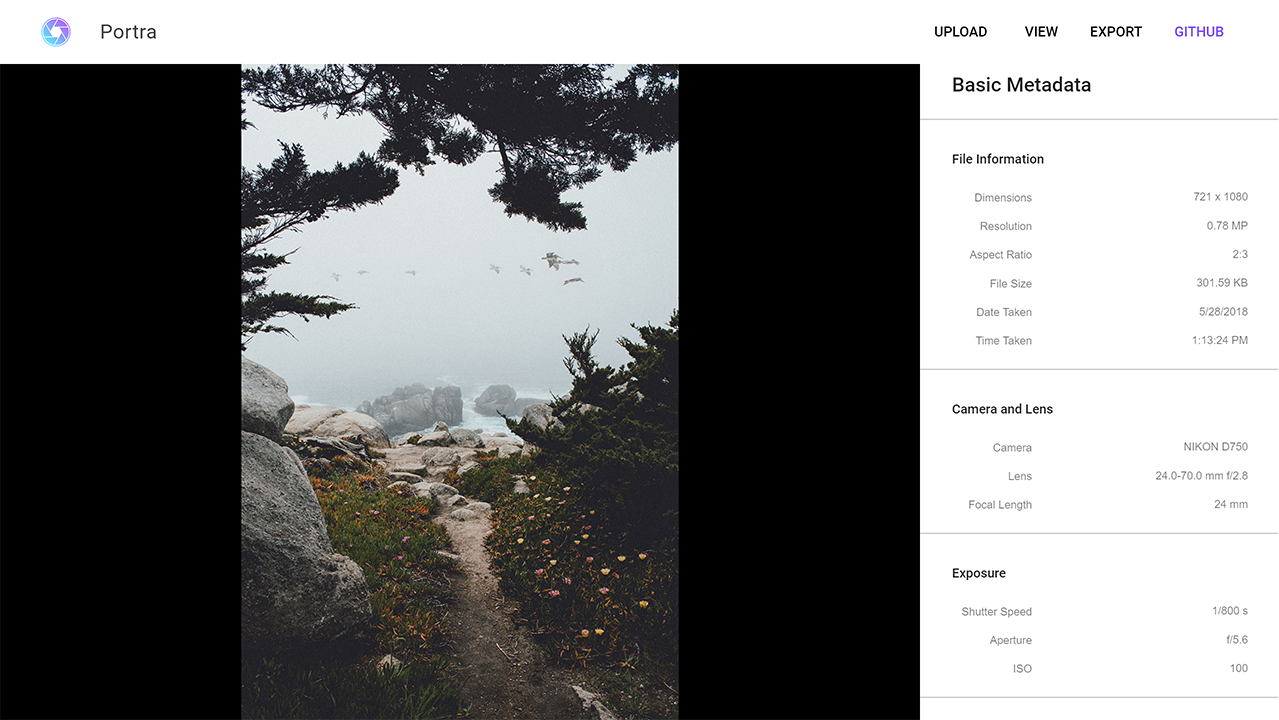 Portra
UPLOAD VIEW EXPORT GITHUB
Basic Metadata
File Information
Dimensions 721 x 1080
Resolution 0.78 MP
Aspect Ratio 2:3
File Size 301.59 KB
Date Taken 5/28/2018
Time Taken 1:13:24 PM
Camera and Lens
Camera NIKON D750
Lens 24.0-70.0 mm f/2.8
Focal Length 24 mm
Exposure
Shutter Speed 1/800 s
Aperture f/5.6
ISO 100